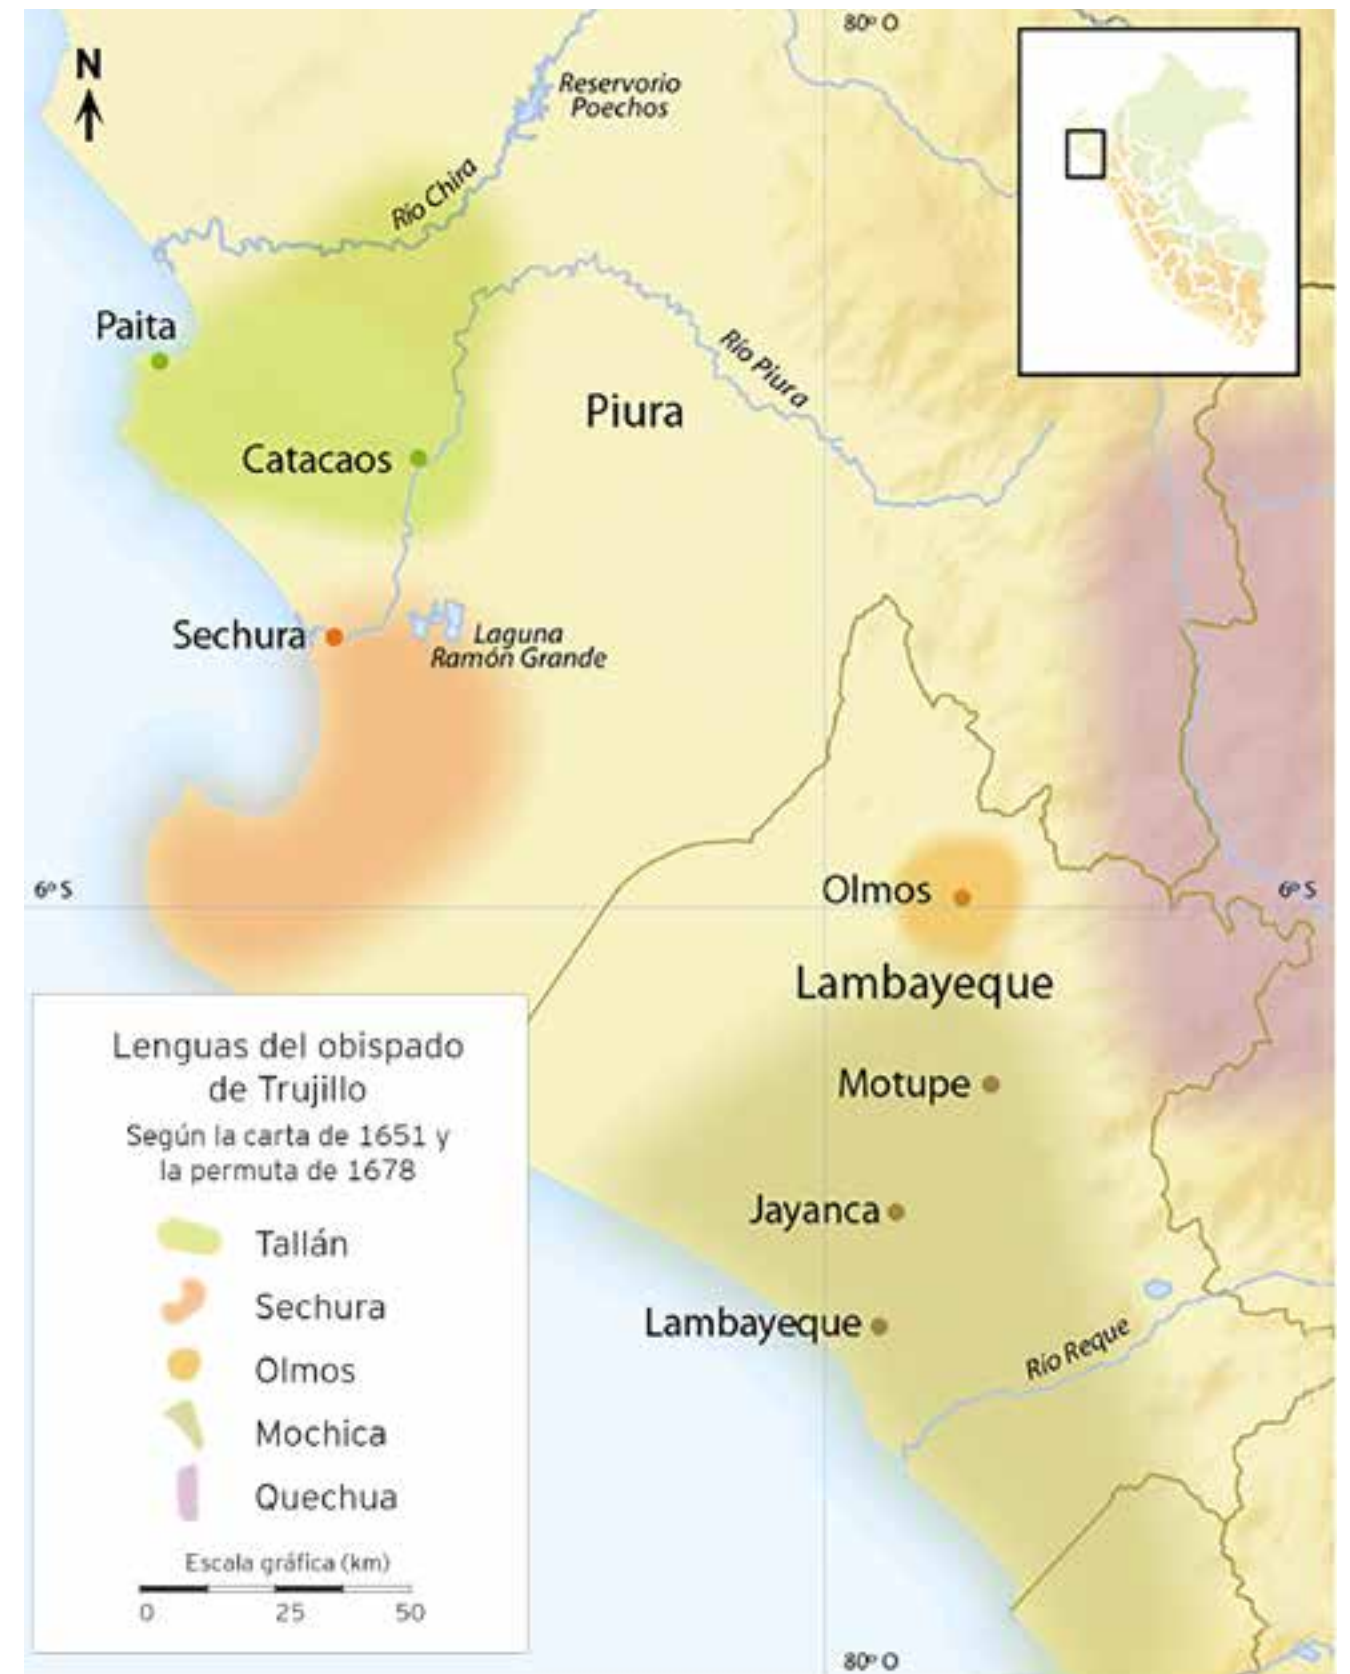 80º O
N
Reservorio
Poechos
Río Chira
Paita
Río Piura
Piura
Catacaos
Sechura
Laguna
Ramón Grande
6º S
Olmos
6º S
Lambayeque
Motupe
Jayanca
Lambayeque
Río Reque
Lenguas del obispado
de Trujillo
Según la carta de 1651 y
la permuta de 1678
Tallán
Sechura
Olmos
Mochica
Quechua
Escala gráfica (km)
0 25 50
80º O